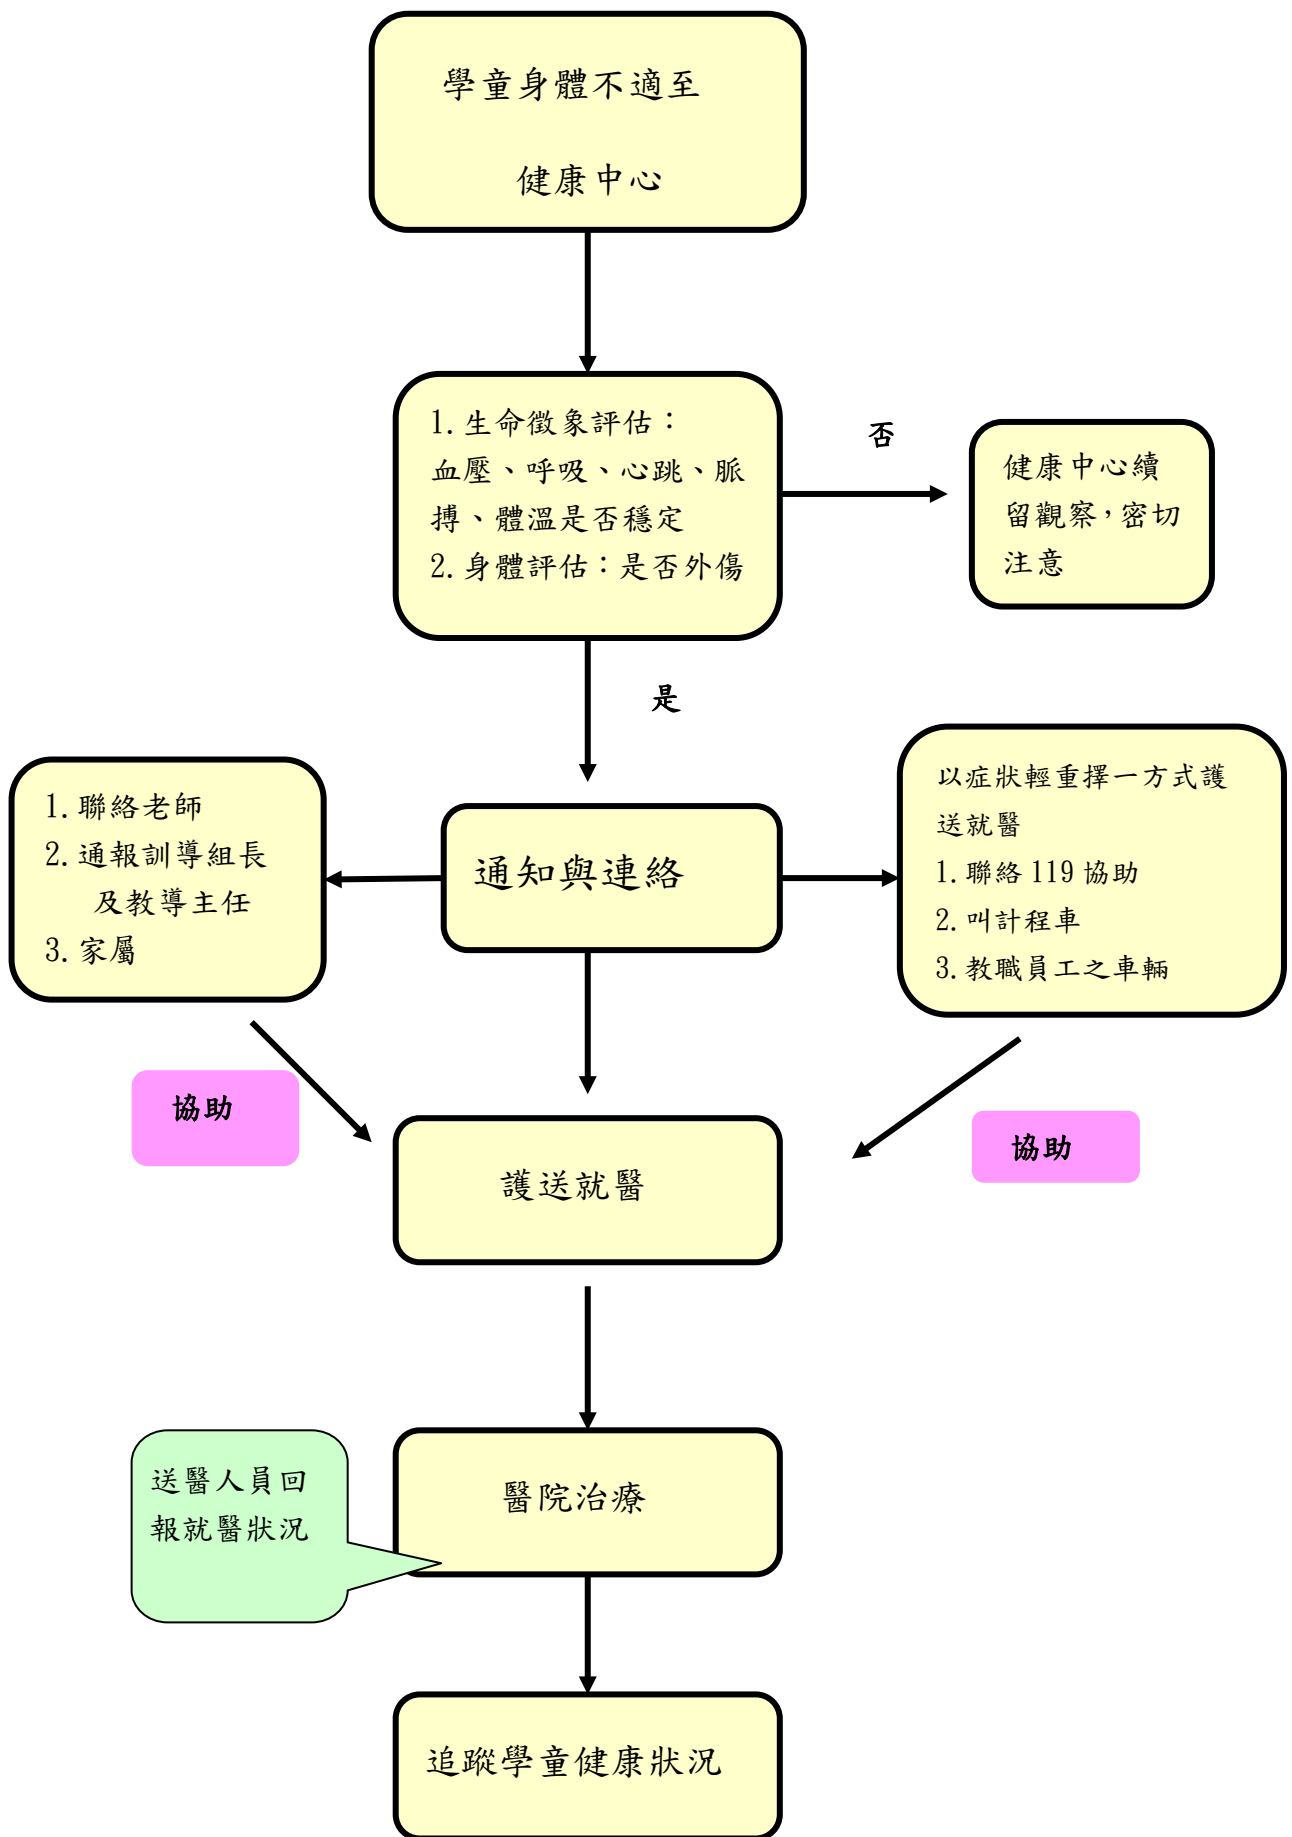 學童身體不適至
健康中心
1.生命徵象評估：
血壓、呼吸、心跳、脈
搏、體溫是否穩定
2.身體評估：是否外傷
否
健康中心續
留觀察，密切
注意
是
1.聯絡老師
2.通報訓導組長
及教導主任
3.家屬
通知與連絡
以症狀輕重擇一方式護
送就醫
1.聯絡 119 協助
2.叫計程車
3.教職員工之車輛
協助
協助
護送就醫
送醫人員回
報就醫狀況
醫院治療
追蹤學童健康狀況